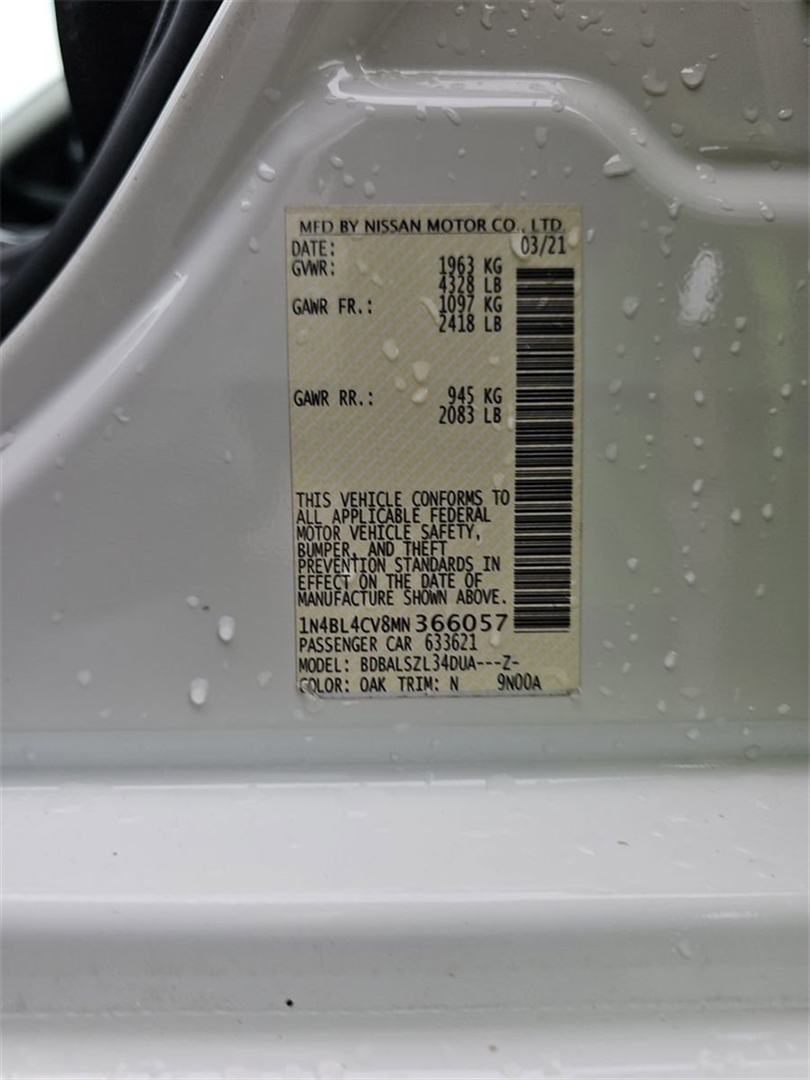 MFD BY NISSAN MOTOR CO., LTD.
DATE: 03/21
GVWR: 1963 KG
4328 LB
GAWR FR.: 1097 KG
2418 LB
GAWR RR.: 945 KG
2083 LB
THIS VEHICLE CONFORMS TO
ALL APPLICABLE FEDERAL
MOTOR VEHICLE SAFETY,
BUMPER, AND THEFT
PREVENTION STANDARDS IN
EFFECT ON THE DATE OF
MANUFACTURE SHOWN ABOVE.
1N4BL4CV8MN366057
PASSENGER CAR 633621
MODEL: BDBALSZL34DUA---Z-
COLOR: OAK TRIM: N 9N00A